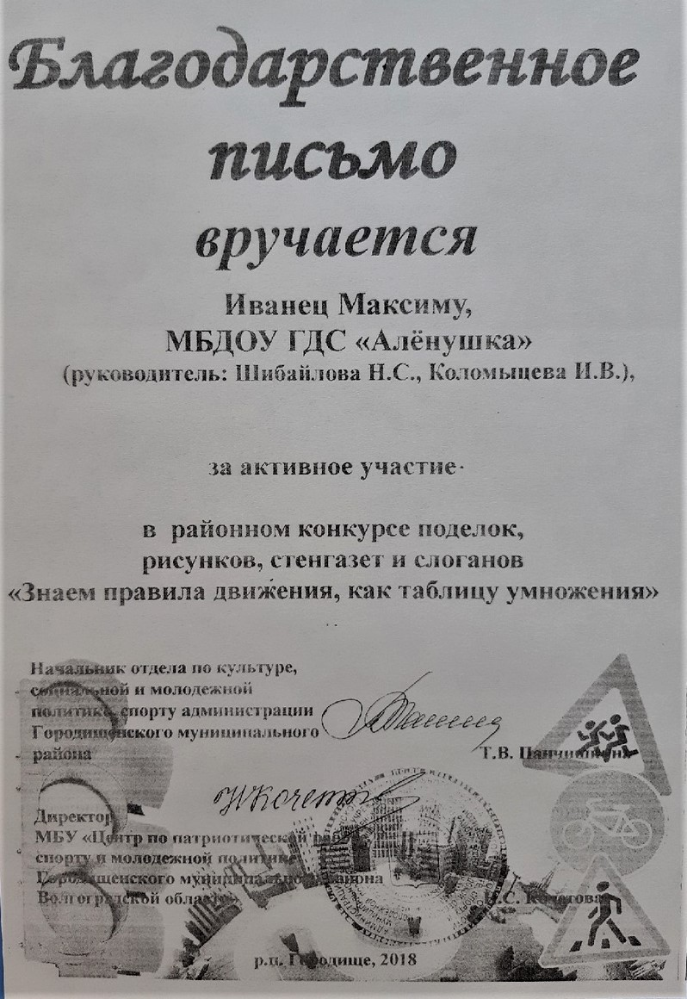 Благодарственное
письмо
вручается
Иванец Максиму,
МБДОУ ГДС «Алёнушка»
(руководитель: Шибайлова Н.С., Коломыцева И.В.),
за активное участие
в районном конкурсе поделок,
рисунков, стенгазет и слоганов
«Знаем правила движения, как таблицу умножения»
Начальник отдела по культуре,
социальной и молодежной
политике, спорту администрации
Городищенского муниципального
района
Т.В.
Директор
МБУ «Центр по патриотической работе,
спорту и молодежной политике
Городищенского муниципального района
Волгоградской области»
Н.С. Кочетова
р.п. Городище, 2018